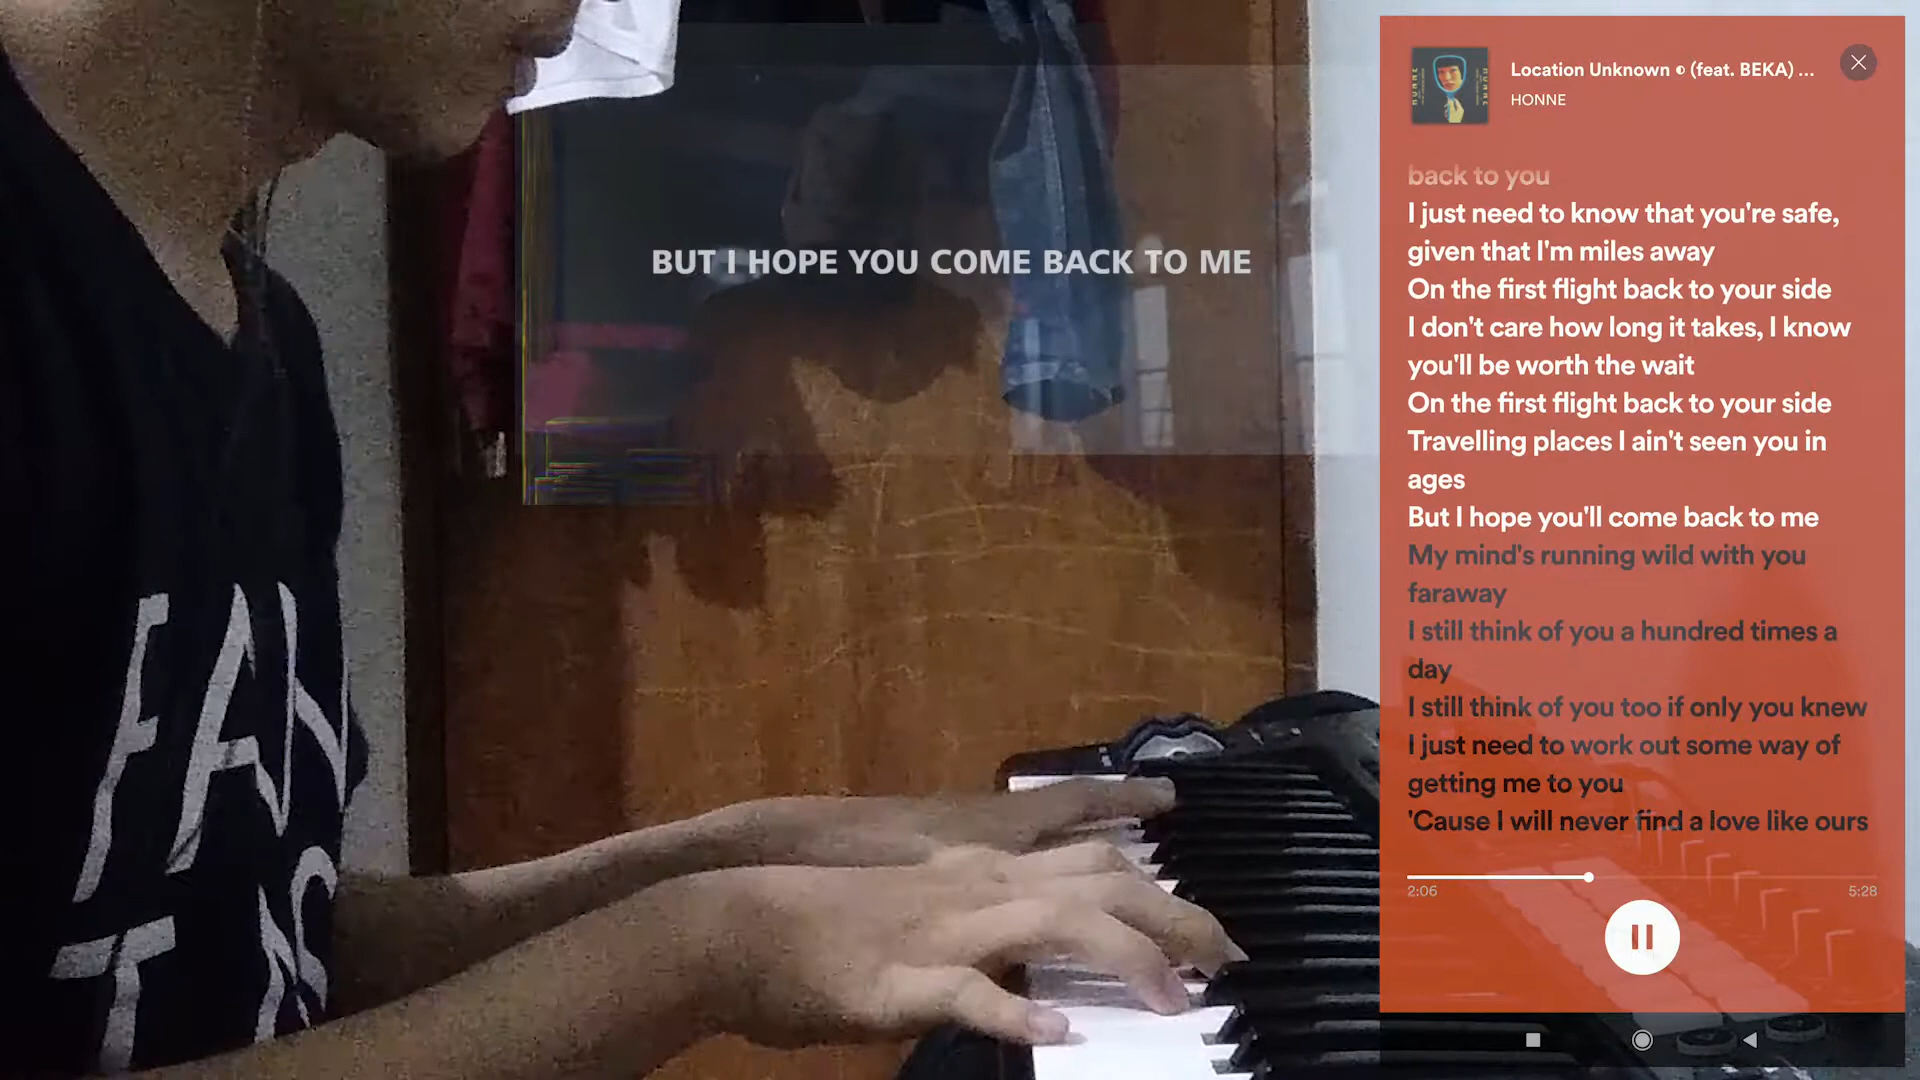 BUT I HOPE YOU COME BACK TO ME
FAN
T
Location Unknown ◐ (feat. BEKA) ...
HONNE
back to you
I just need to know that you're safe,
given that I'm miles away
On the first flight back to your side
I don't care how long it takes, I know
you'll be worth the wait
On the first flight back to your side
Travelling places I ain't seen you in
ages
But I hope you'll come back to me
My mind's running wild with you
faraway
I still think of you a hundred times a
day
I still think of you too if only you knew
I just need to work out some way of
getting me to you
'Cause I will never find a love like ours
2:06
5:28